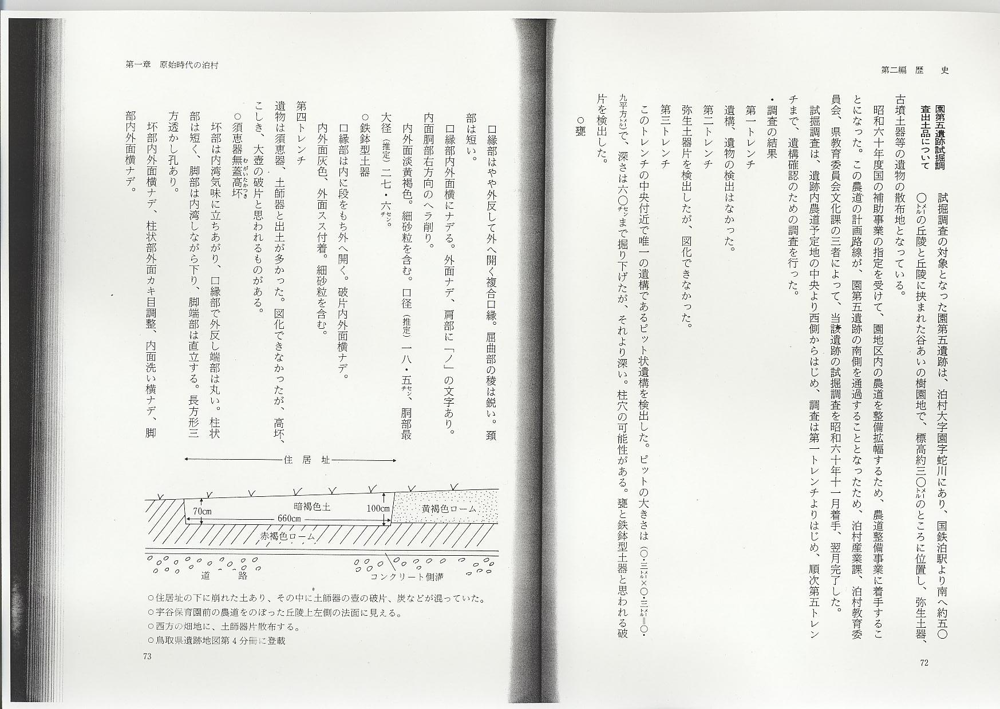 第二編　歴　　史
園第五遺跡試掘調
査出土品について
試掘調査の対象となった園第五遺跡は、泊村大字園字蛇川にあり、国鉄泊駅より南へ約五〇
〇メートルの丘陵と丘陵に挟まれた谷あいの樹園地で、標高約三〇メートルのところに位置し、弥生土器、
古墳土器等の遺物の散布地となっている。
昭和六十年度国の補助事業の指定を受けて、園地区内の農道を整備拡幅するため、農道整備事業に着手するこ
とになった。この農道の計画路線が、園第五遺跡の南側を通過することとなったため、泊村産業課、泊村教育委
員会、県教育委員会文化課の三者によって、当該遺跡の試掘調査を昭和六十年十一月着手、翌月完了した。
試掘調査は、遺跡内農道予定地の中央より西側からはじめ、調査は第一トレンチよりはじめ、順次第五トレン
チまで、遺構確認のための調査を行った。
・調査の結果
第一トレンチ
遺構、遺物の検出はなかった。
第二トレンチ
弥生土器片を検出したが、図化できなかった。
第三トレンチ
このトレンチの中央付近で唯一の遺構であるピット状遺構を検出した。ピットの大きさは（〇・三メートル×〇・三メートル＝〇・
九平方メートル）で、深さは六〇センチまで掘り下げたが、それより深い。柱穴の可能性がある。甕と鉄鉢型土器と思われる破
片を検出した。
○甕
72
第一章　原始時代の泊村
口縁部はやや外反して外へ開く複合口縁。屈曲部の稜は鋭い。頚
部は短い。
口縁部内外面横にナデる。外面ナデ、肩部に「ノ」の文字あり。
内面胴部右方向のヘラ削り。
内外面淡黄褐色。細砂粒を含む。口径（推定）一八・五センチ、胴部最
大径（推定）二七・六センチ。
○鉄鉢型土器
口縁部は内に段をもち外へ開く。破片内外面横ナデ。
内外面灰色、外面スス付着。細砂粒を含む。
第四トレンチ
遺物は須恵器、土師器と出土が多かった。図化できなかったが、高坏、
こしき、大壺の破片と思われるものがある。
○須恵器無蓋高坏むがいたかつき
坏部は内湾気味に立ちあがり、口縁部で外反し端部は丸い。柱状
部は短く、脚部は内湾しながら下り、脚端部は直立する。長方形三
方透かし孔あり。
坏部内外面横ナデ、柱状部外面カキ目調整、内面洗い横ナデ、脚
部内外面横ナデ。
住　居　址
70cm
暗褐色土
100cm
黄褐色ローム
660cm
赤褐色ローム
道　　路
コンクリート側溝
○住居址の下に崩れた土あり、その中に土師器の壺の破片、炭などが混っていた。
○宇谷保育園前の農道をのぼった丘陵上左側の法面に見える。
○西方の畑地に、土師器片散布する。
○鳥取県遺跡地図第4分冊に登載
73